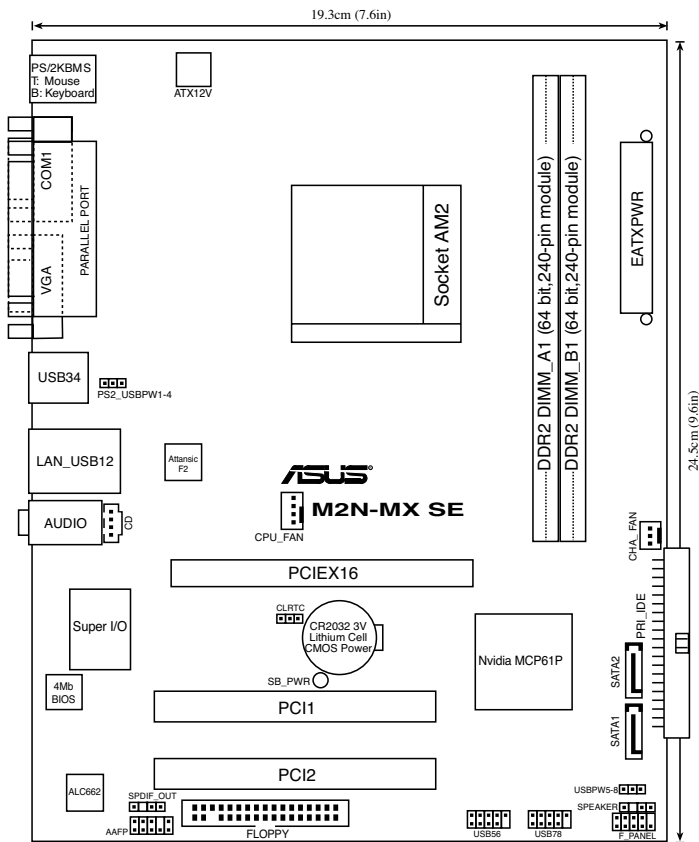 19.3cm (7.6in)
PS/2KBMS
T: Mouse
B: Keyboard
ATX12V
COM1
PARALLEL PORT
VGA
Socket AM2
DDR2 DIMM_A1 (64 bit,240-pin module)
DDR2 DIMM_B1 (64 bit,240-pin module)
EATXPWR
24.5cm (9.6in)
USB34
PS2_USBPW1-4
LAN_USB12
Attansic
F2
ASUS
M2N-MX SE
CPU_FAN
AUDIO
CD
CHA_FAN
PCIEX16
PRI_IDE
Super I/O
CLRTC
CR2032 3V
Lithium Cell
CMOS Power
Nvidia MCP61P
SATA2
SB_PWR
4Mb
BIOS
PCI1
SATA1
PCI2
ALC662
SPDIF_OUT
USBPW5-8
SPEAKER
AAFP
FLOPPY
USB56
USB78
F_PANEL